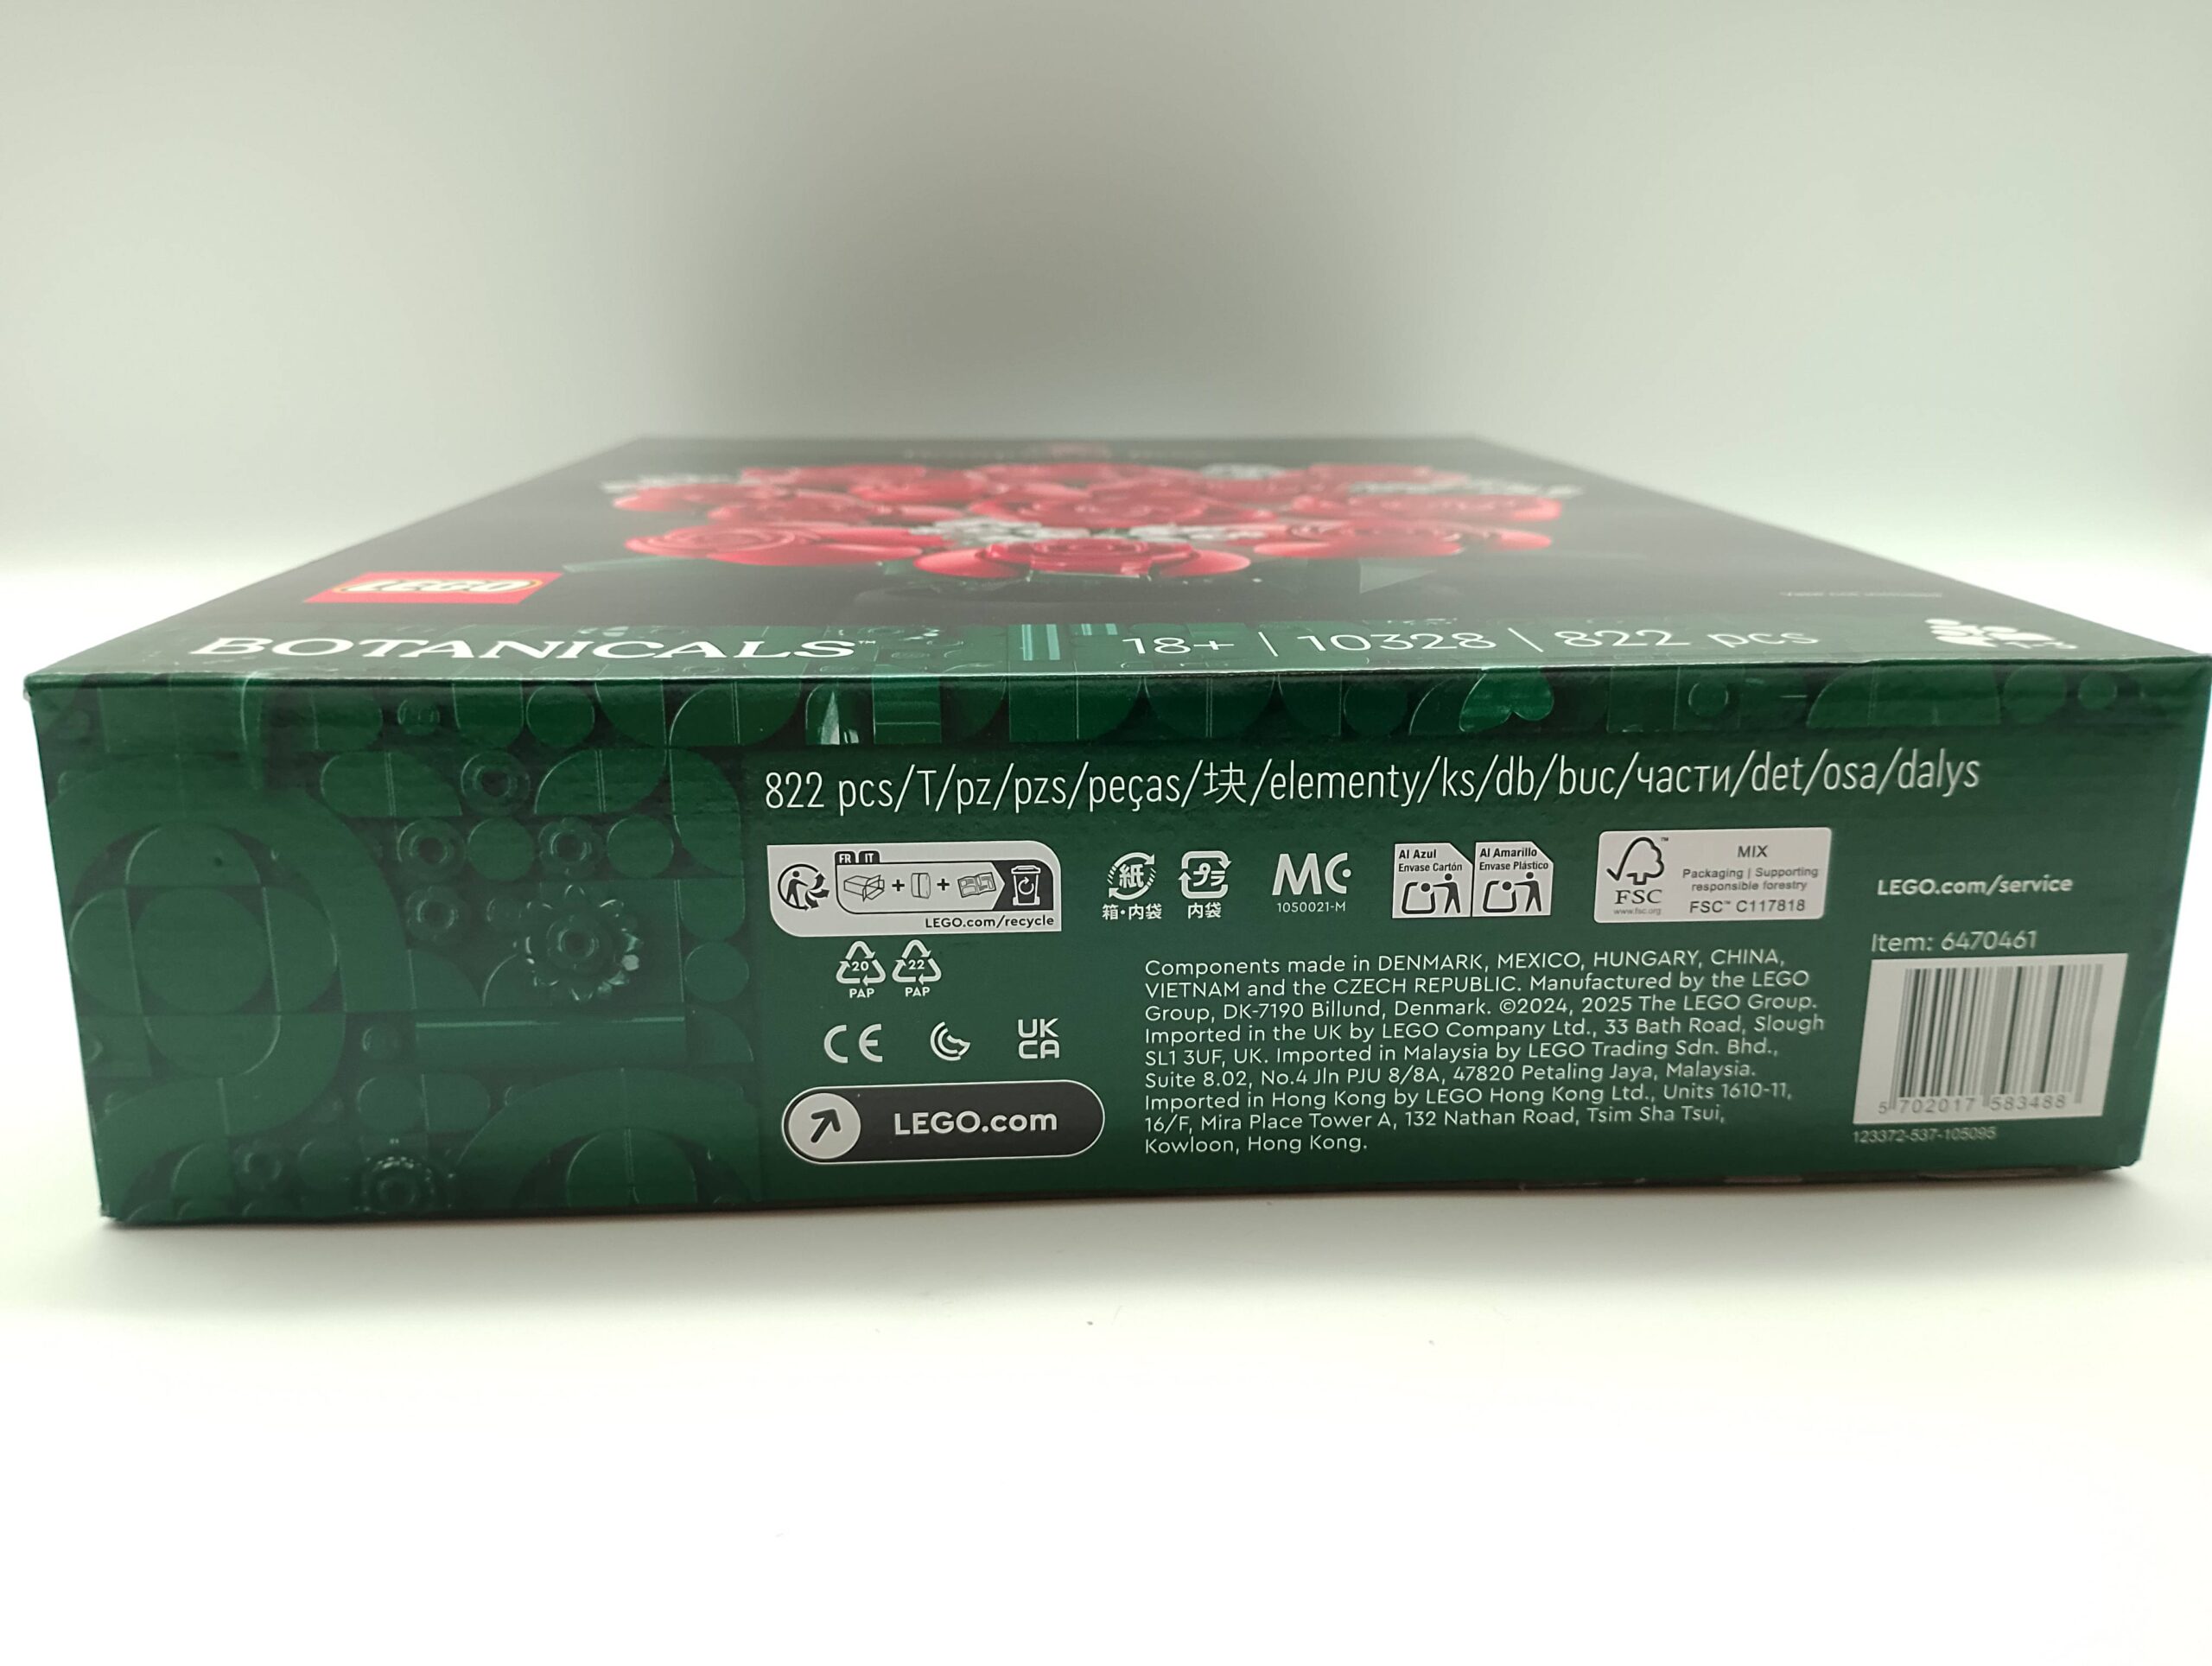 LEGO
BOTANICALS™
18+ | 10328 | 822 pcs
822 pcs/T/pz/pzs/peças/块/elementy/ks/db/buc/части/det/osa/dalys
FR IT
LEGO.com/recycle
紙
箱・内袋
プラ
内袋
MC
1050021-M
Al Azul
Envase Cartón
Al Amarillo
Envase Plástico
FSC
www.fsc.org
MIX
Packaging | Supporting
responsible forestry
FSC™ C117818
LEGO.com/service
20
PAP
22
PAP
CE
UK
CA
LEGO.com
Components made in DENMARK, MEXICO, HUNGARY, CHINA,
VIETNAM and the CZECH REPUBLIC. Manufactured by the LEGO
Group, DK-7190 Billund, Denmark. ©2024, 2025 The LEGO Group.
Imported in the UK by LEGO Company Ltd., 33 Bath Road, Slough
SL1 3UF, UK. Imported in Malaysia by LEGO Trading Sdn. Bhd.,
Suite 8.02, No.4 Jln PJU 8/8A, 47820 Petaling Jaya, Malaysia.
Imported in Hong Kong by LEGO Hong Kong Ltd., Units 1610-11,
16/F, Mira Place Tower A, 132 Nathan Road, Tsim Sha Tsui,
Kowloon, Hong Kong.
Item: 6470461
5 702017 583488
123372-537-105095